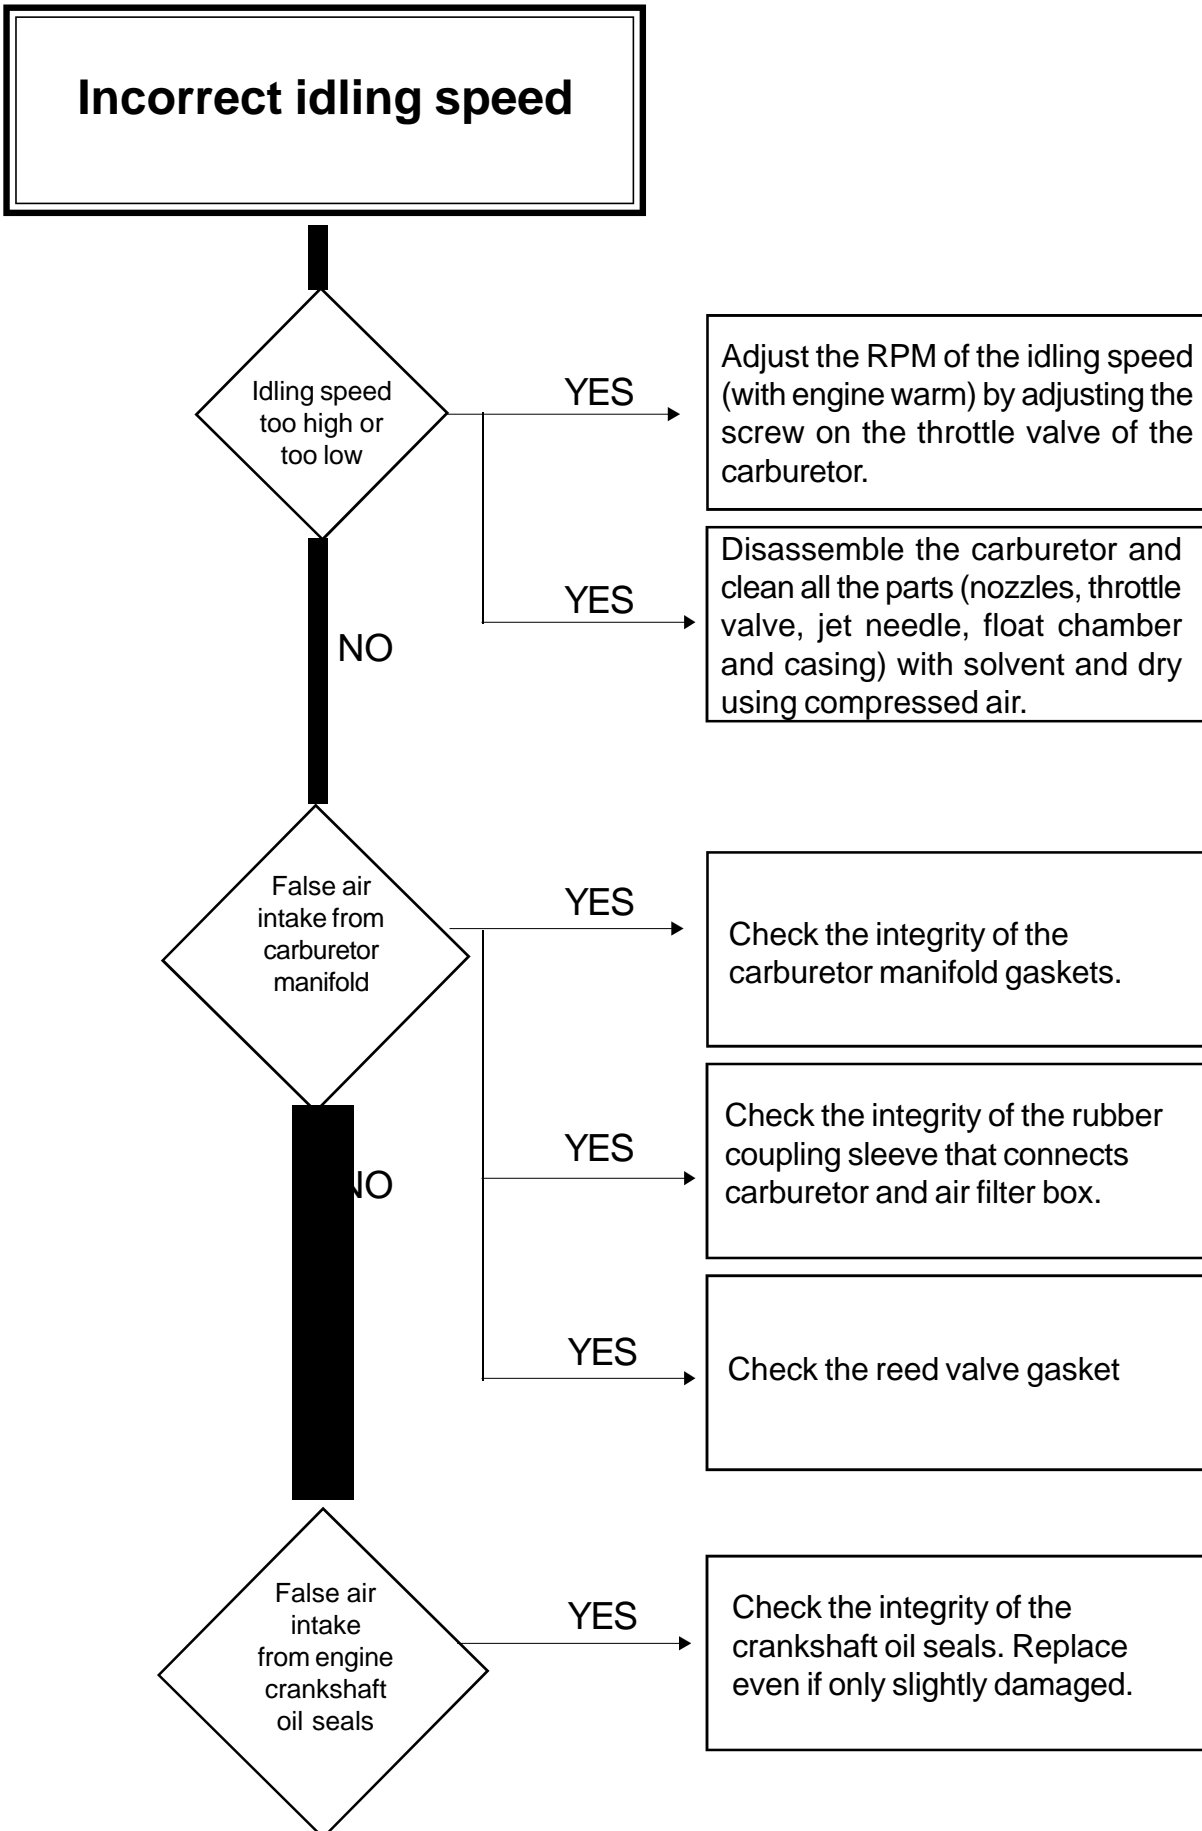 Incorrect idling speed
Idling speed
too high or
too low
YES
Adjust the RPM of the idling speed
(with engine warm) by adjusting the
screw on the throttle valve of the
carburetor.
YES
Disassemble the carburetor and
clean all the parts (nozzles, throttle
valve, jet needle, float chamber
and casing) with solvent and dry
using compressed air.
NO
False air
intake from
carburetor
manifold
YES
Check the integrity of the
carburetor manifold gaskets.
YES
Check the integrity of the rubber
coupling sleeve that connects
carburetor and air filter box.
NO
YES
Check the reed valve gasket
False air
intake
from engine
crankshaft
oil seals
YES
Check the integrity of the
crankshaft oil seals. Replace
even if only slightly damaged.